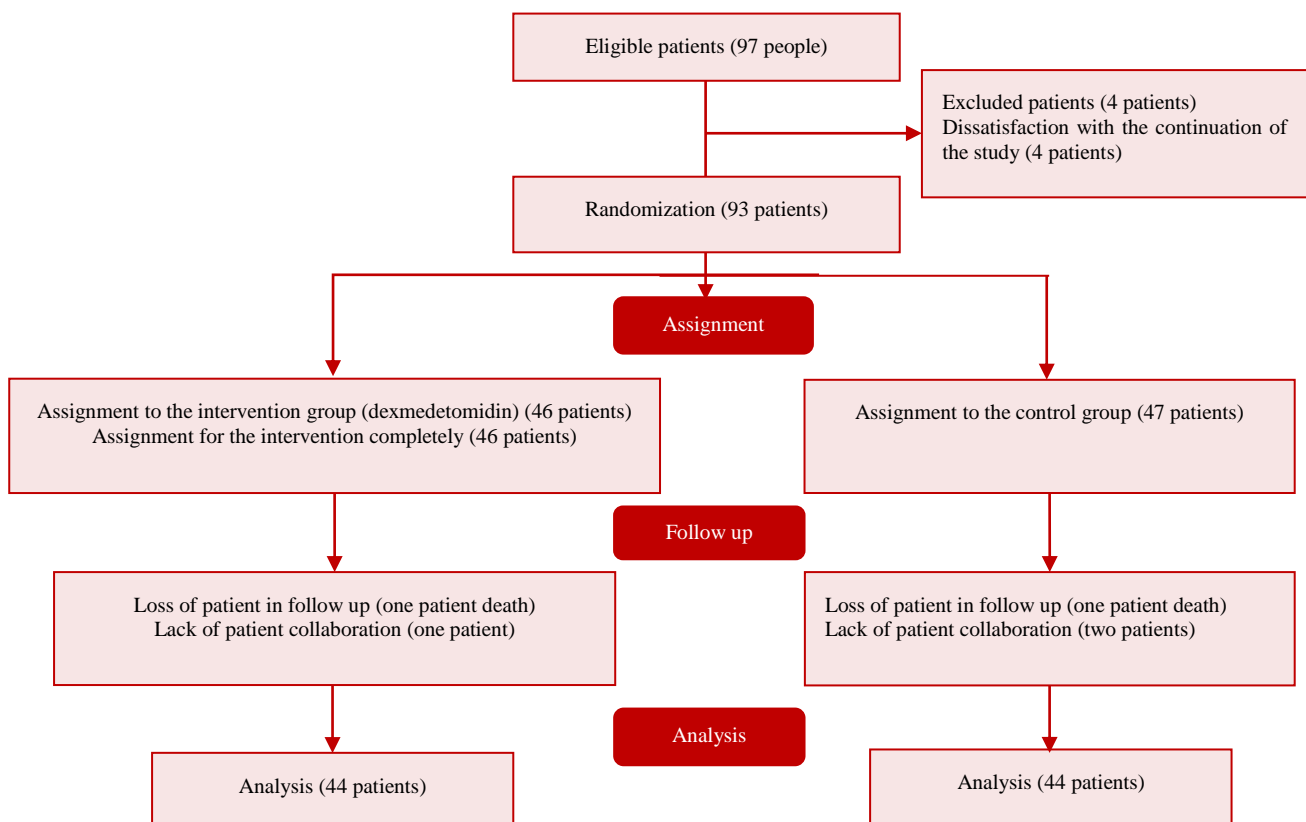 Eligible patients (97 people)
Excluded patients (4 patients)
Dissatisfaction with the continuation of
the study (4 patients)
Randomization (93 patients)
Assignment
Assignment to the intervention group (dexmedetomidin) (46 patients)
Assignment for the intervention completely (46 patients)
Assignment to the control group (47 patients)
Follow up
Loss of patient in follow up (one patient death)
Lack of patient collaboration (one patient)
Loss of patient in follow up (one patient death)
Lack of patient collaboration (two patients)
Analysis
Analysis (44 patients)
Analysis (44 patients)